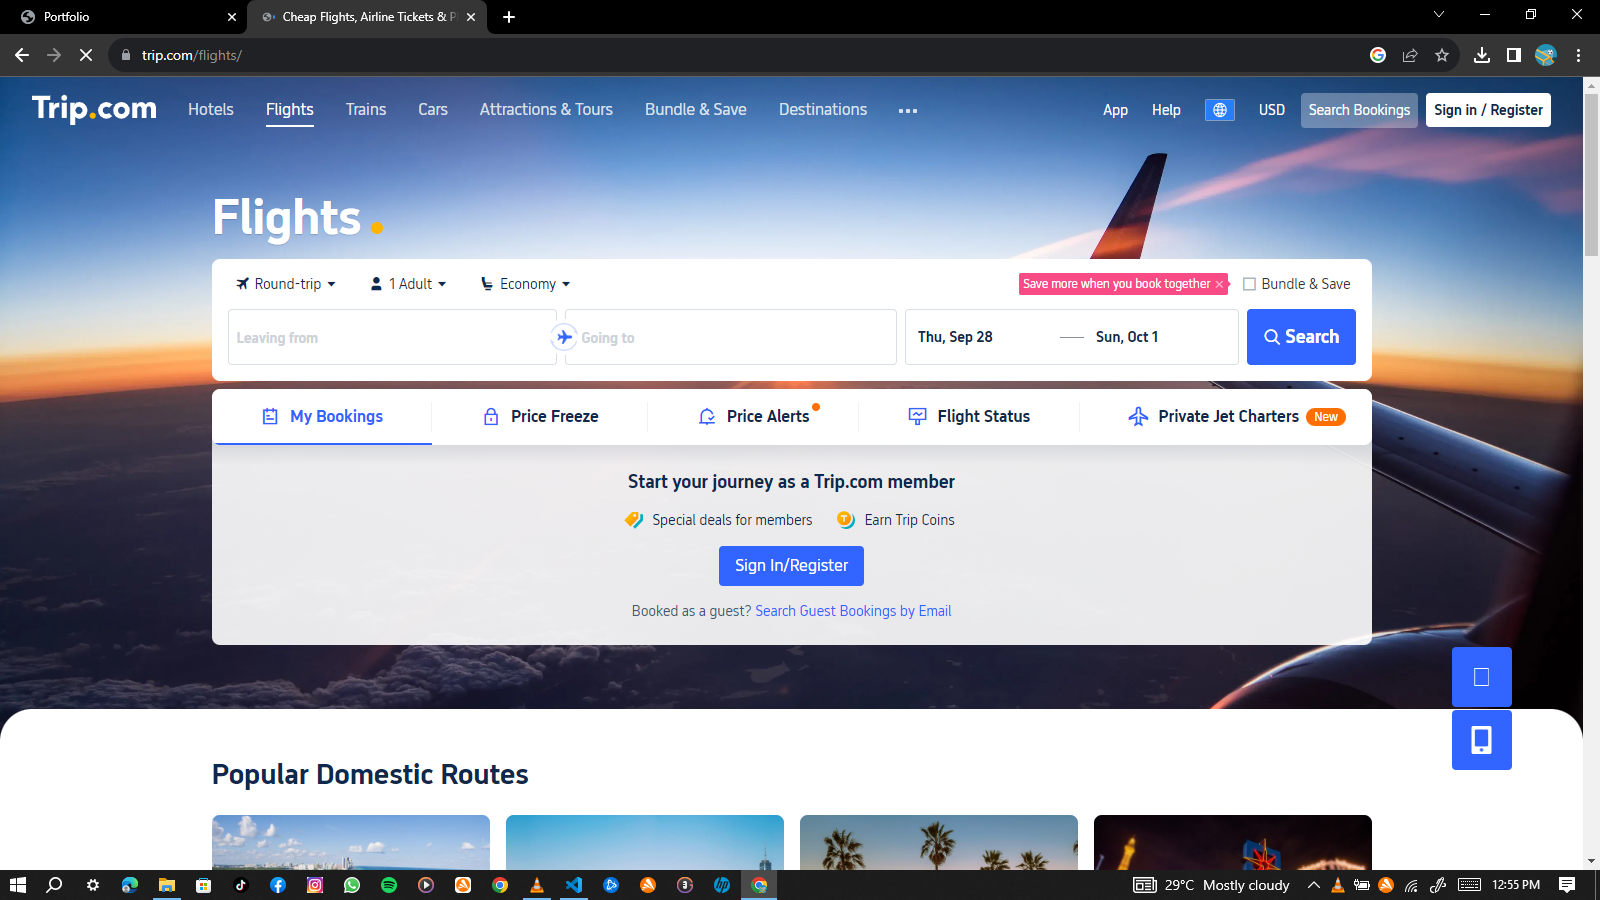 Portfolio
Cheap Flights, Airline Tickets & P
trip.com/flights/
Trip.com
Hotels
Flights
Trains
Cars
Attractions & Tours
Bundle & Save
Destinations
App
Help
USD
Search Bookings
Sign in / Register
Flights
Round-trip
1 Adult
Economy
Save more when you book together
Bundle & Save
Leaving from
Going to
Thu, Sep 28
Sun, Oct 1
Search
My Bookings
Price Freeze
Price Alerts
Flight Status
Private Jet Charters
New
Start your journey as a Trip.com member
Special deals for members
Earn Trip Coins
Sign In/Register
Booked as a guest? Search Guest Bookings by Email
Popular Domestic Routes
29°C Mostly cloudy
12:55 PM